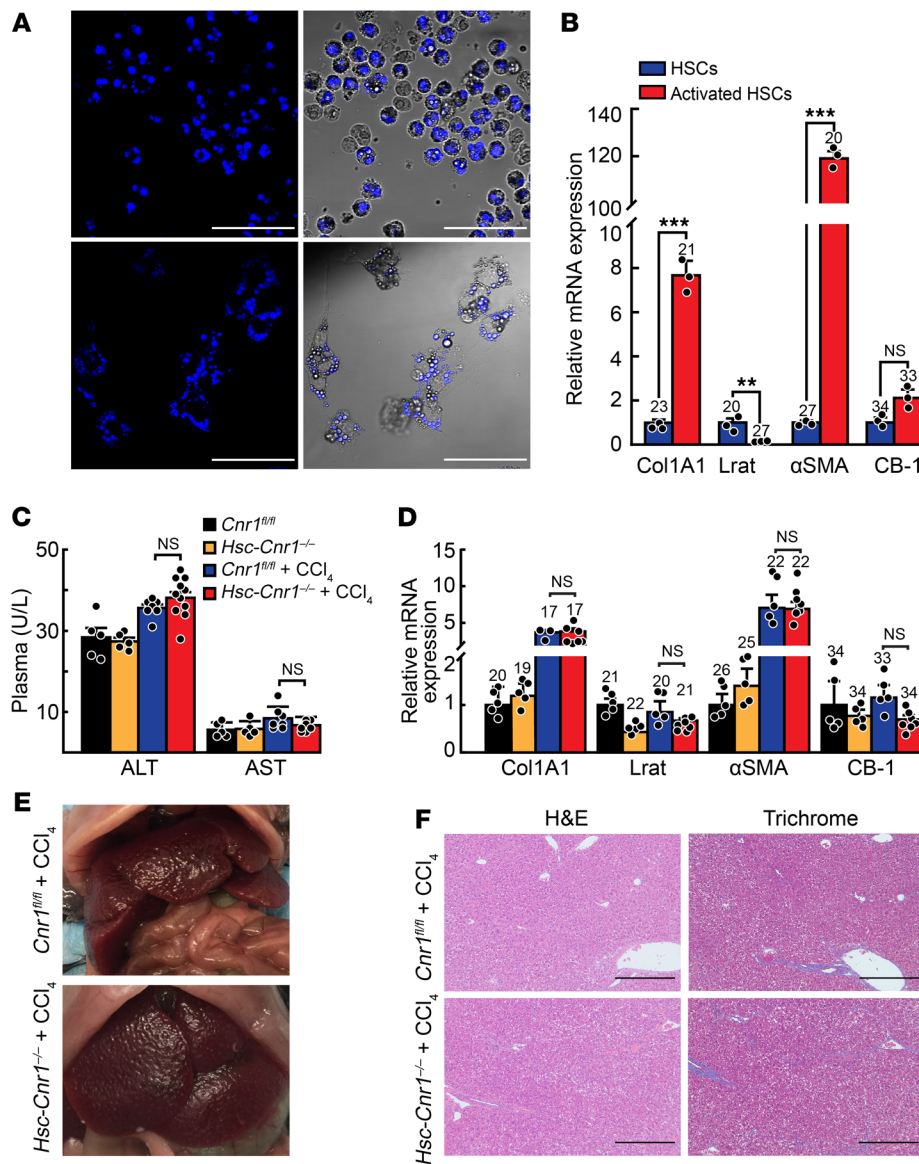 A
B
HSCs
Activated HSCs
Relative mRNA expression
140
120
100
10
8
6
4
2
0
23
***
21
20
**
27
27
***
20
34
NS
33
Col1A1
Lrat
αSMA
CB-1
C
Cnr1fl/fl
Hsc-Cnr1–/–
Cnr1fl/fl + CCl4
Hsc-Cnr1–/– + CCl4
Plasma (U/L)
50
30
10
NS
NS
ALT
AST
D
Relative mRNA
expression
15
10
5
2
1
0
20
19
17
NS
17
21
22
20
NS
21
26
25
22
NS
22
34
34
33
NS
34
Col1A1
Lrat
αSMA
CB-1
E
Cnr1fl/fl + CCl4
Hsc-Cnr1–/– + CCl4
F
H&E
Trichrome
Cnr1fl/fl + CCl4
Hsc-Cnr1–/– + CCl4